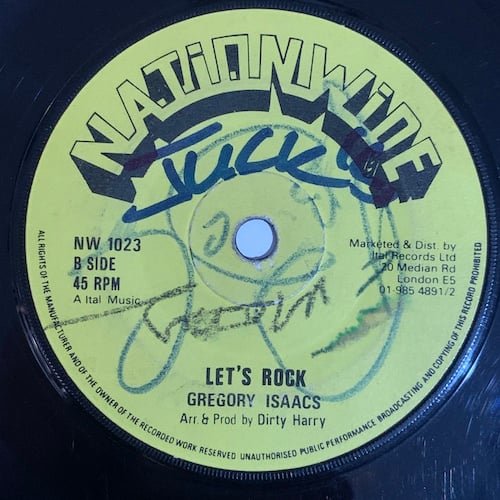 NATIONWIDE
JUCKS
NW 1023
B SIDE
45 RPM
A Ital Music
Marketed & Dist. by
Ital Records Ltd
20 Median Rd
London E5
01-985 4891/2
LET'S ROCK
GREGORY ISAACS
Arr. & Prod by Dirty Harry
ALL RIGHTS OF THE MANUFACTURER AND OF THE OWNER OF THE RECORDED WORK RESERVED UNAUTHORISED PUBLIC PERFORMANCE BROADCASTING AND COPYING OF THIS RECORD PROHIBITED